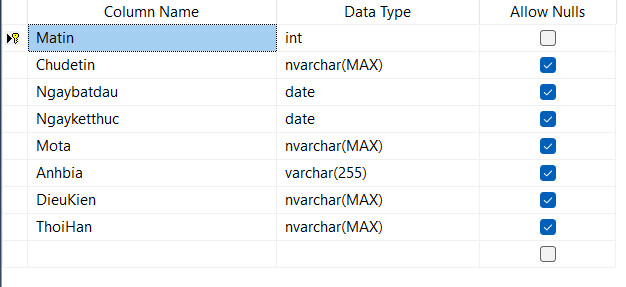 Column Name Data Type Allow Nulls
Matin int
Chudetin nvarchar(MAX)
Ngaybatdau date
Ngayketthuc date
Mota nvarchar(MAX)
Anhbia varchar(255)
DieuKien nvarchar(MAX)
ThoiHan nvarchar(MAX)